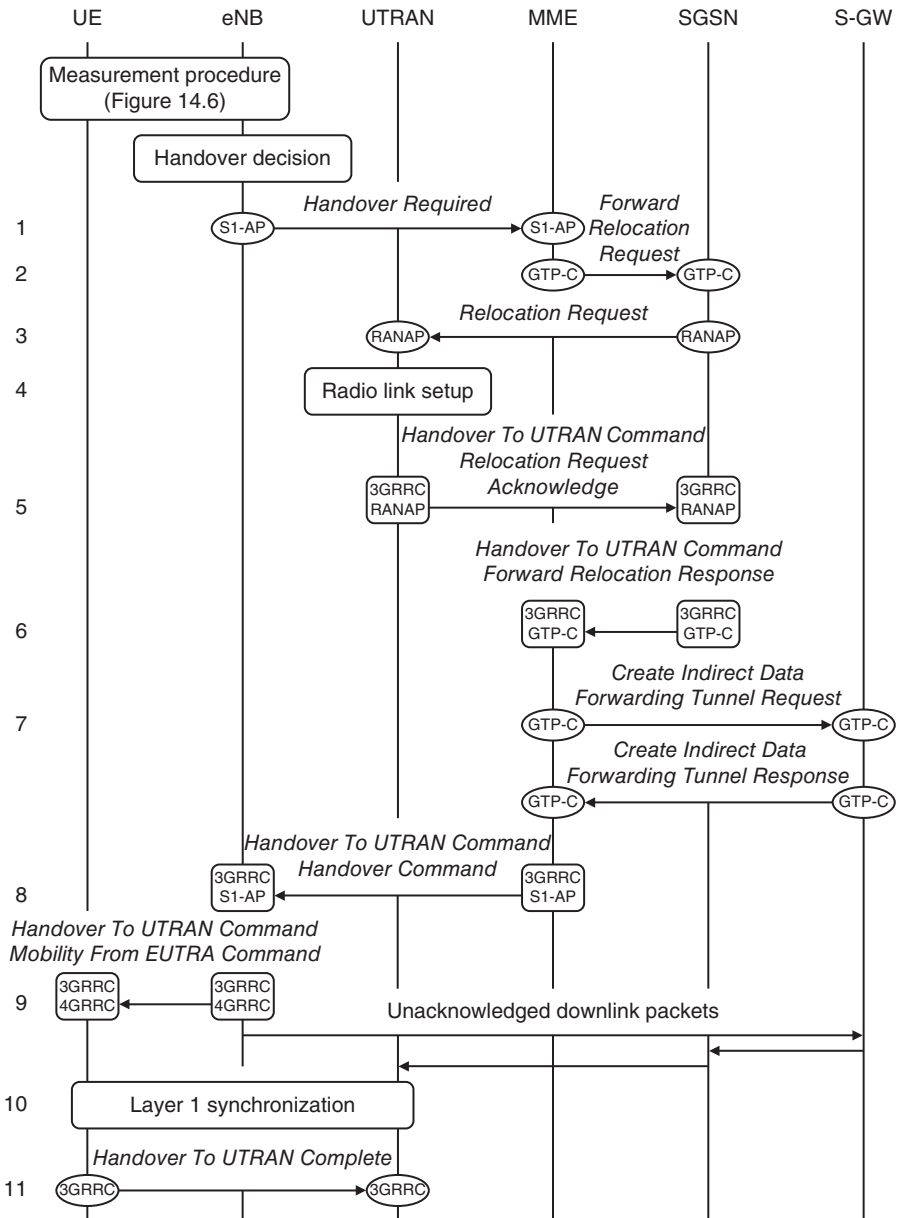 UE eNB UTRAN MME SGSN S-GW
Measurement procedure
(Figure 14.6)
Handover decision
Handover Required
Forward
Relocation
Request
1 S1-AP S1-AP
2 GTP-C GTP-C
Relocation Request
3 RANAP RANAP
4 Radio link setup
Handover To UTRAN Command
Relocation Request
Acknowledge
3GRRC 3GRRC
5 RANAP RANAP
Handover To UTRAN Command
Forward Relocation Response
3GRRC 3GRRC
6 GTP-C GTP-C
Create Indirect Data
Forwarding Tunnel Request
7 GTP-C GTP-C
Create Indirect Data
Forwarding Tunnel Response
GTP-C GTP-C
Handover To UTRAN Command
Handover Command
3GRRC 3GRRC
8 S1-AP S1-AP
Handover To UTRAN Command
Mobility From EUTRA Command
3GRRC 3GRRC
9 4GRRC 4GRRC
Unacknowledged downlink packets
10 Layer 1 synchronization
Handover To UTRAN Complete
11 3GRRC 3GRRC